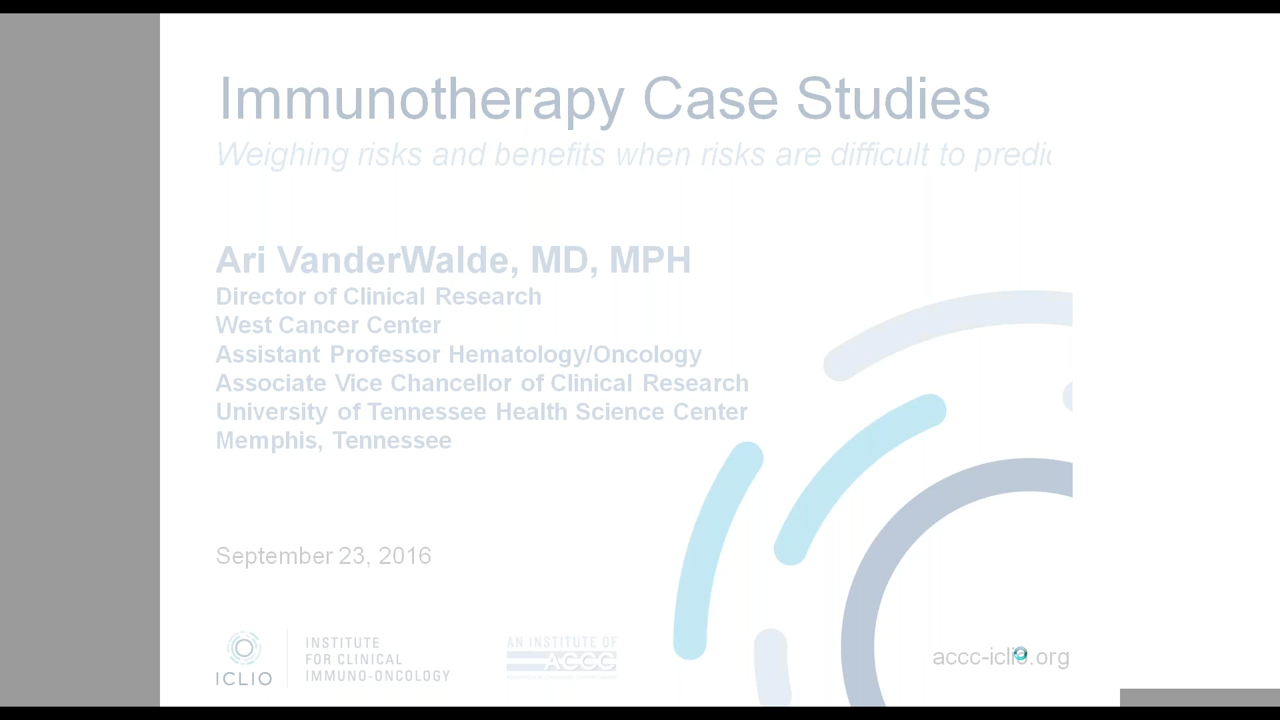 Immunotherapy Case Studies
Weighing risks and benefits when risks are difficult to predic
Ari VanderWalde, MD, MPH
Director of Clinical Research
West Cancer Center
Assistant Professor Hematology/Oncology
Associate Vice Chancellor of Clinical Research
University of Tennessee Health Science Center
Memphis, Tennessee
September 23, 2016
ICLIO
INSTITUTE
FOR CLINICAL
IMMUNO-ONCOLOGY
AN INSTITUTE OF
ACCC
accc-iclio.org